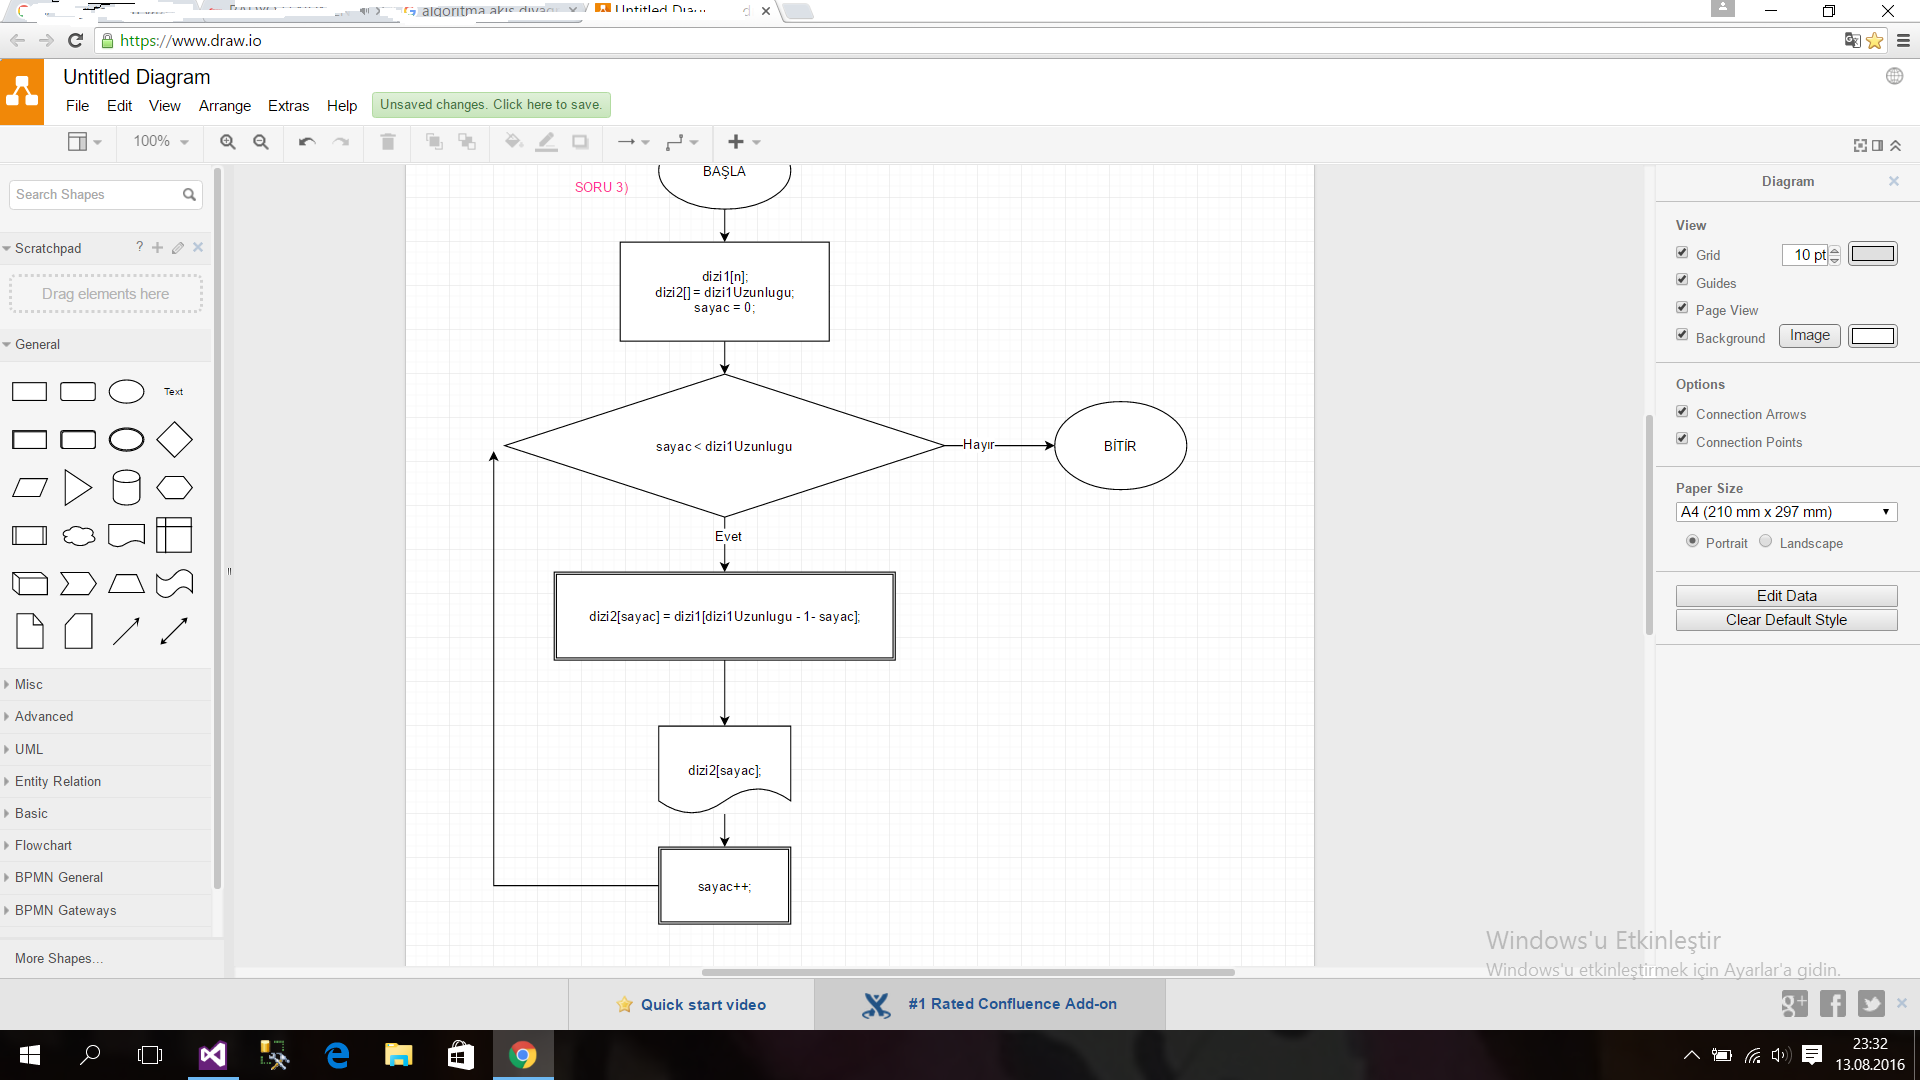 Untitled Diagr
https://www.draw.io
Untitled Diagram
File Edit View Arrange Extras Help Unsaved changes. Click here to save.
100%
Search Shapes
Scratchpad ?
Drag elements here
General
Text
Misc
Advanced
UML
Entity Relation
Basic
Flowchart
BPMN General
BPMN Gateways
More Shapes...
SORU 3)
BAŞLA
dizi1[n];
dizi2[] = dizi1Uzunlugu;
sayac = 0;
sayac < dizi1Uzunlugu
Hayır
BİTİR
Evet
dizi2[sayac] = dizi1[dizi1Uzunlugu - 1- sayac];
dizi2[sayac];
sayac++;
Diagram
View
Grid 10 pt
Guides
Page View
Background Image
Options
Connection Arrows
Connection Points
Paper Size
A4 (210 mm x 297 mm)
Portrait Landscape
Edit Data
Clear Default Style
Windows'u Etkinleştir
Windows'u etkinleştirmek için Ayarlar'a gidin.
Quick start video
#1 Rated Confluence Add-on
23:32
13.08.2016